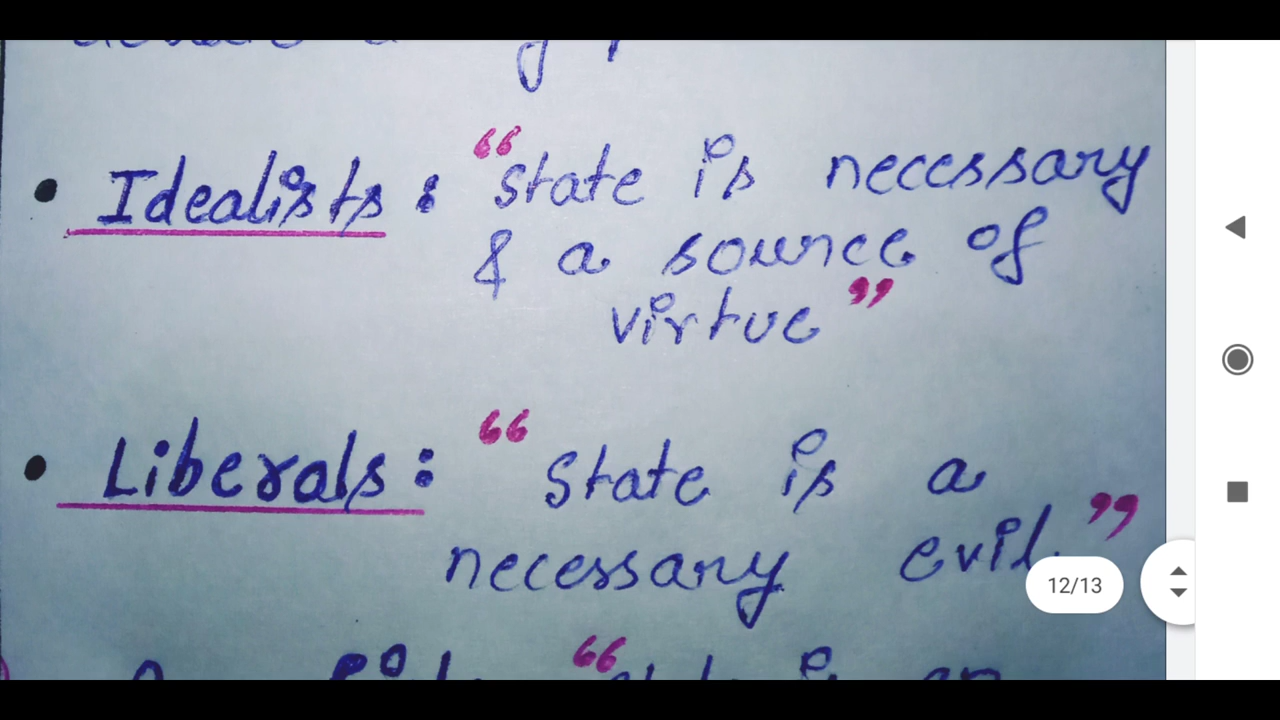 • Idealists : “State is necessary
& a source of
virtue”
• Liberals : “State is a
necessary evil.”
12/13